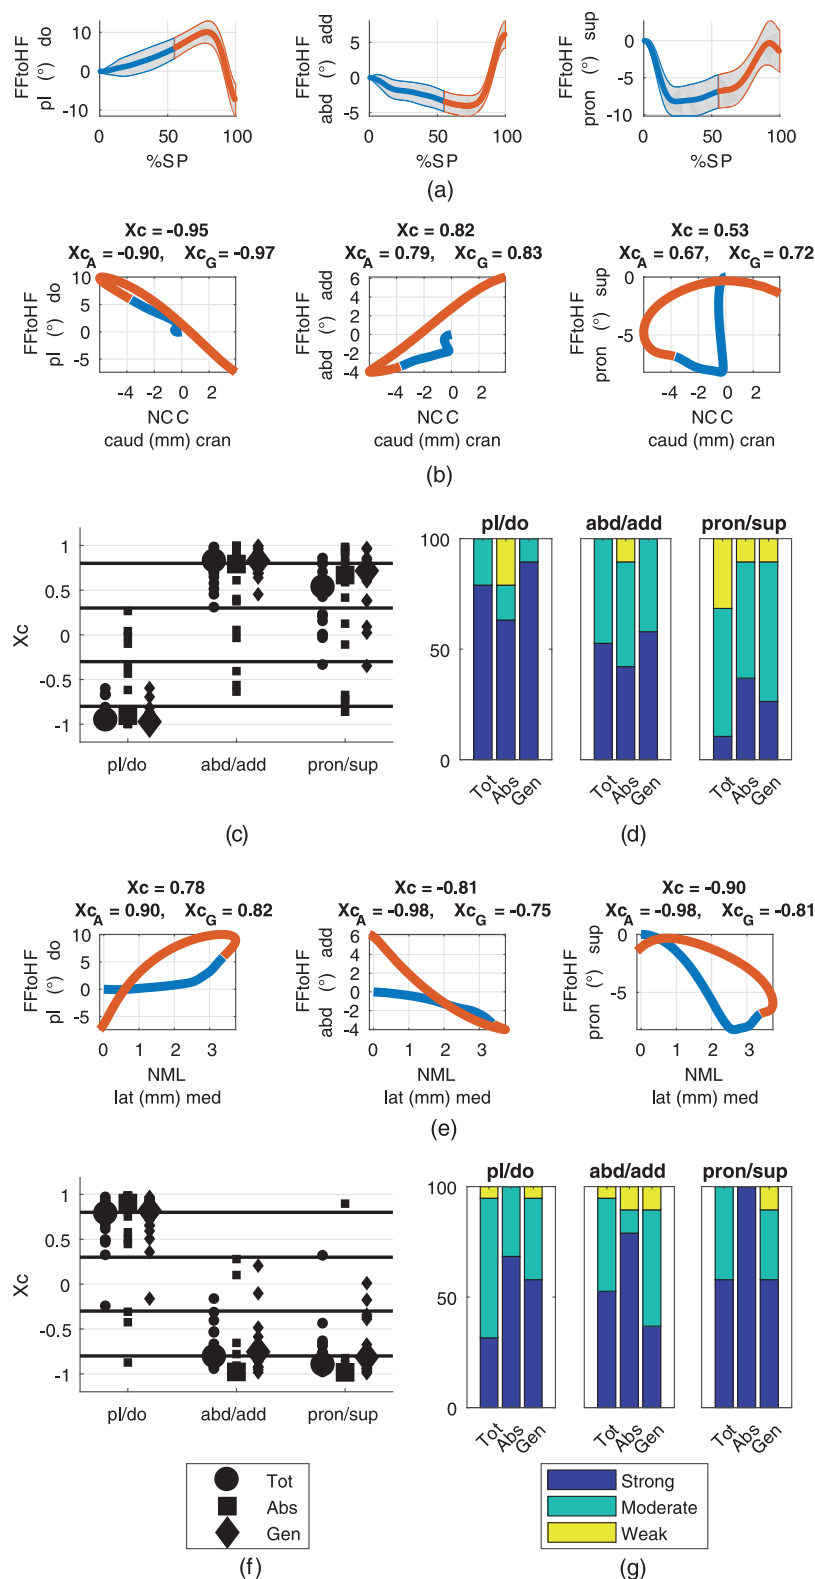 FFtoHF
pl (°) do
10
0
-10
0
50
100
%SP
FFtoHF
abd (°) add
5
0
-5
0
50
100
%SP
FFtoHF
pron (°) sup
0
-5
-10
0
50
100
%SP
(a)
Xc = -0.95
XcA = -0.90, XcG = -0.97
FFtoHF
pl (°) do
10
5
0
-5
-4 -2 0 2
NCC
caud (mm) cran
Xc = 0.82
XcA = 0.79, XcG = 0.83
FFtoHF
abd (°) add
6
4
2
0
-2
-4
-4 -2 0 2
NCC
caud (mm) cran
Xc = 0.53
XcA = 0.67, XcG = 0.72
FFtoHF
pron (°) sup
0
-5
-4 -2 0 2
NCC
caud (mm) cran
(b)
Xc
1
0.5
0
-0.5
-1
pl/do abd/add pron/sup
(c)
pl/do abd/add pron/sup
100
50
0
Tot Abs Gen
Tot Abs Gen
Tot Abs Gen
(d)
Xc = 0.78
XcA = 0.90, XcG = 0.82
FFtoHF
pl (°) do
10
5
0
-5
0 1 2 3
NML
lat (mm) med
Xc = -0.81
XcA = -0.98, XcG = -0.75
FFtoHF
abd (°) add
6
4
2
0
-2
-4
0 1 2 3
NML
lat (mm) med
Xc = -0.90
XcA = -0.98, XcG = -0.81
FFtoHF
pron (°) sup
0
-5
0 1 2 3
NML
lat (mm) med
(e)
Xc
1
0.5
0
-0.5
-1
pl/do abd/add pron/sup
Tot
Abs
Gen
(f)
pl/do abd/add pron/sup
100
50
0
Tot Abs Gen
Tot Abs Gen
Tot Abs Gen
Strong
Moderate
Weak
(g)